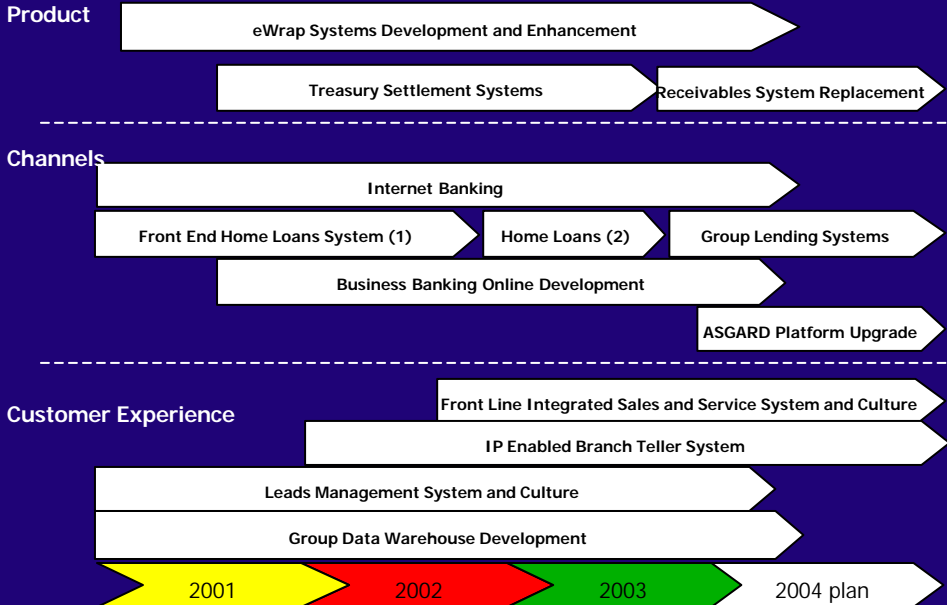 Product
eWrap Systems Development and Enhancement
Treasury Settlement Systems
Receivables System Replacement
Channels
Internet Banking
Front End Home Loans System (1)
Home Loans (2)
Group Lending Systems
Business Banking Online Development
ASGARD Platform Upgrade
Customer Experience
Front Line Integrated Sales and Service System and Culture
IP Enabled Branch Teller System
Leads Management System and Culture
Group Data Warehouse Development
2001
2002
2003
2004 plan